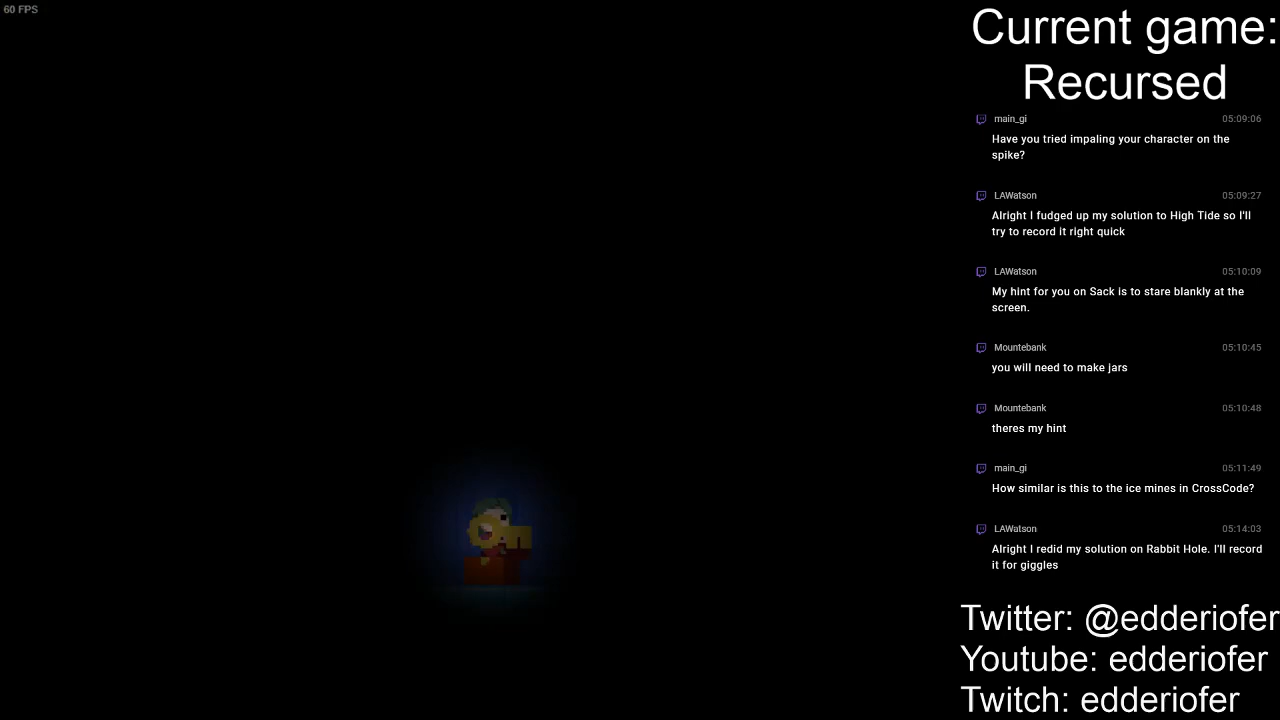 60 FPS
Current game:
Recursed
main_gi 05:09:06
Have you tried impaling your character on the
spike?
LAWatson 05:09:27
Alright I fudged up my solution to High Tide so I'll
try to record it right quick
LAWatson 05:10:09
My hint for you on Sack is to stare blankly at the
screen.
Mountebank 05:10:45
you will need to make jars
Mountebank 05:10:48
theres my hint
main_gi 05:11:49
How similar is this to the ice mines in CrossCode?
LAWatson 05:14:03
Alright I redid my solution on Rabbit Hole. I'll record
it for giggles
Twitter: @edderiofer
Youtube: edderiofer
Twitch: edderiofer